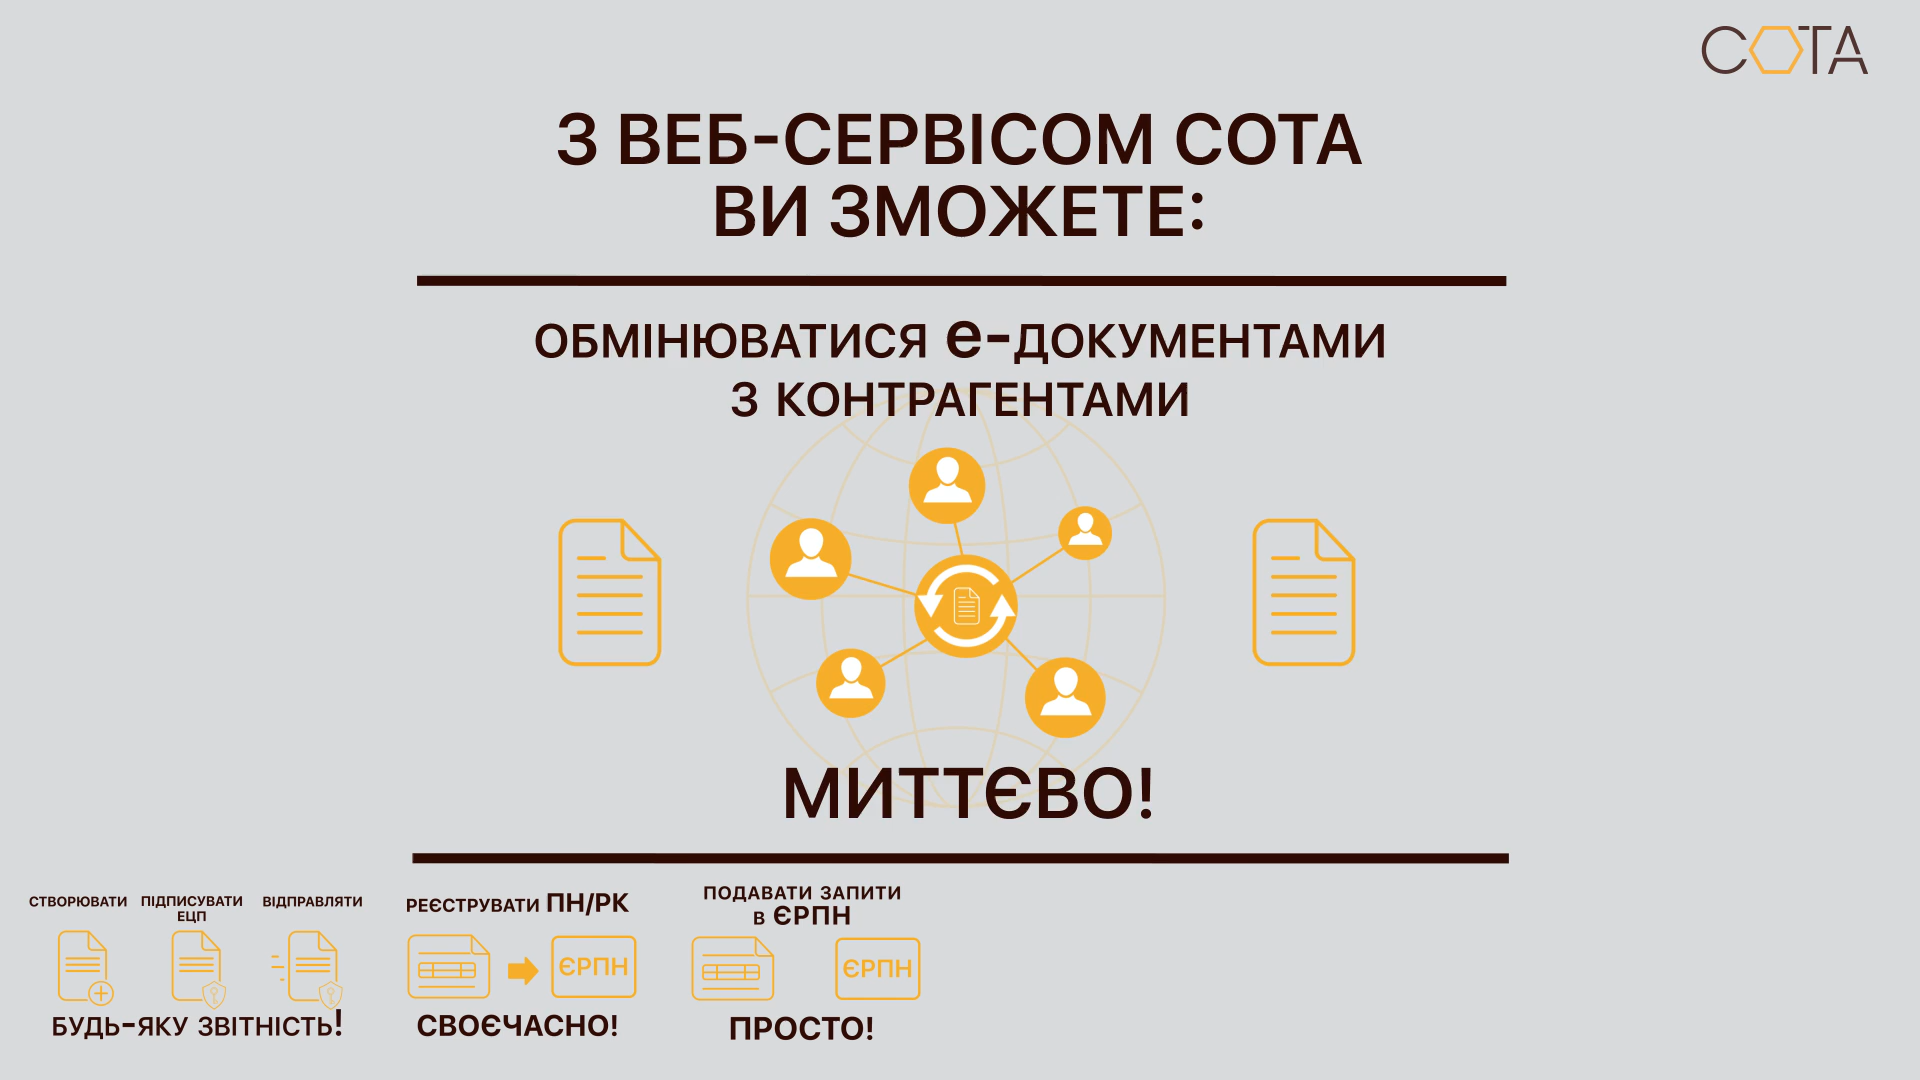 СОТА
З ВЕБ-СЕРВІСОМ СОТА
ВИ ЗМОЖЕТЕ:
ОБМІНЮВАТИСЯ е-ДОКУМЕНТАМИ
З КОНТРАГЕНТАМИ
МИТТЄВО!
СТВОРЮВАТИ
ПІДПИСУВАТИ
ЕЦП
ВІДПРАВЛЯТИ
БУДЬ-ЯКУ ЗВІТНІСТЬ!
РЕЄСТРУВАТИ ПН/РК
ЄРПН
СВОЄЧАСНО!
ПОДАВАТИ ЗАПИТИ
В ЄРПН
ЄРПН
ПРОСТО!